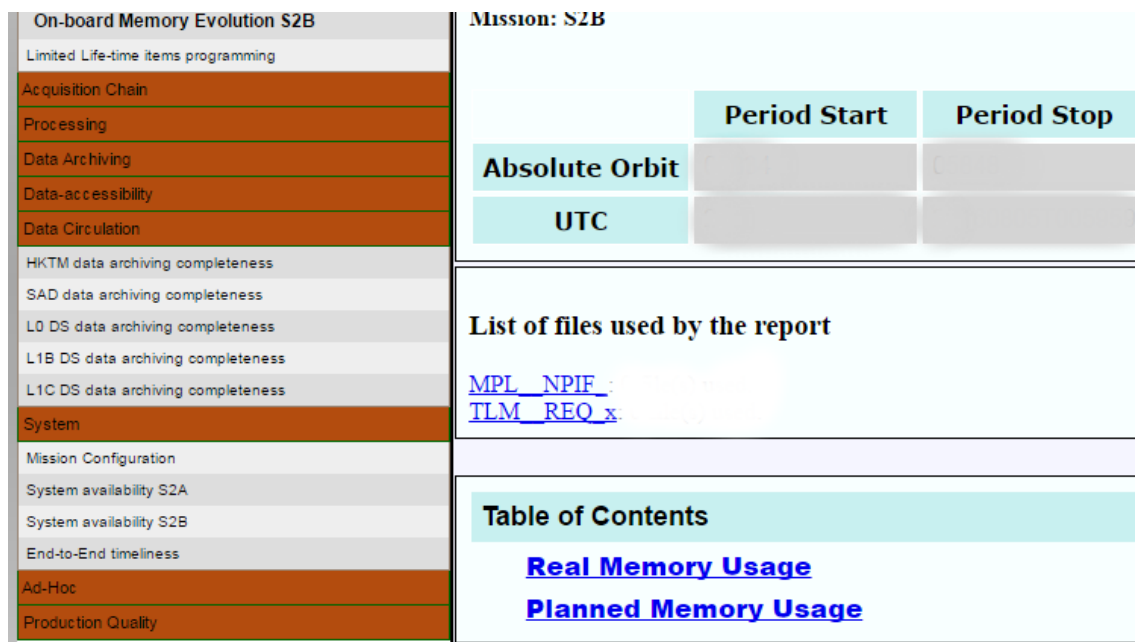 On-board Memory Evolution S2B
Limited Life-time items programming
Acquisition Chain
Processing
Data Archiving
Data-accessibility
Data Circulation
HKTM data archiving completeness
SAD data archiving completeness
L0 DS data archiving completeness
L1B DS data archiving completeness
L1C DS data archiving completeness
System
Mission Configuration
System availability S2A
System availability S2B
End-to-End timeliness
Ad-Hoc
Production Quality
Mission: S2B
Period Start Period Stop
Absolute Orbit
UTC
List of files used by the report
MPL__NPIF_:
TLM__REQ_x:
Table of Contents
Real Memory Usage
Planned Memory Usage